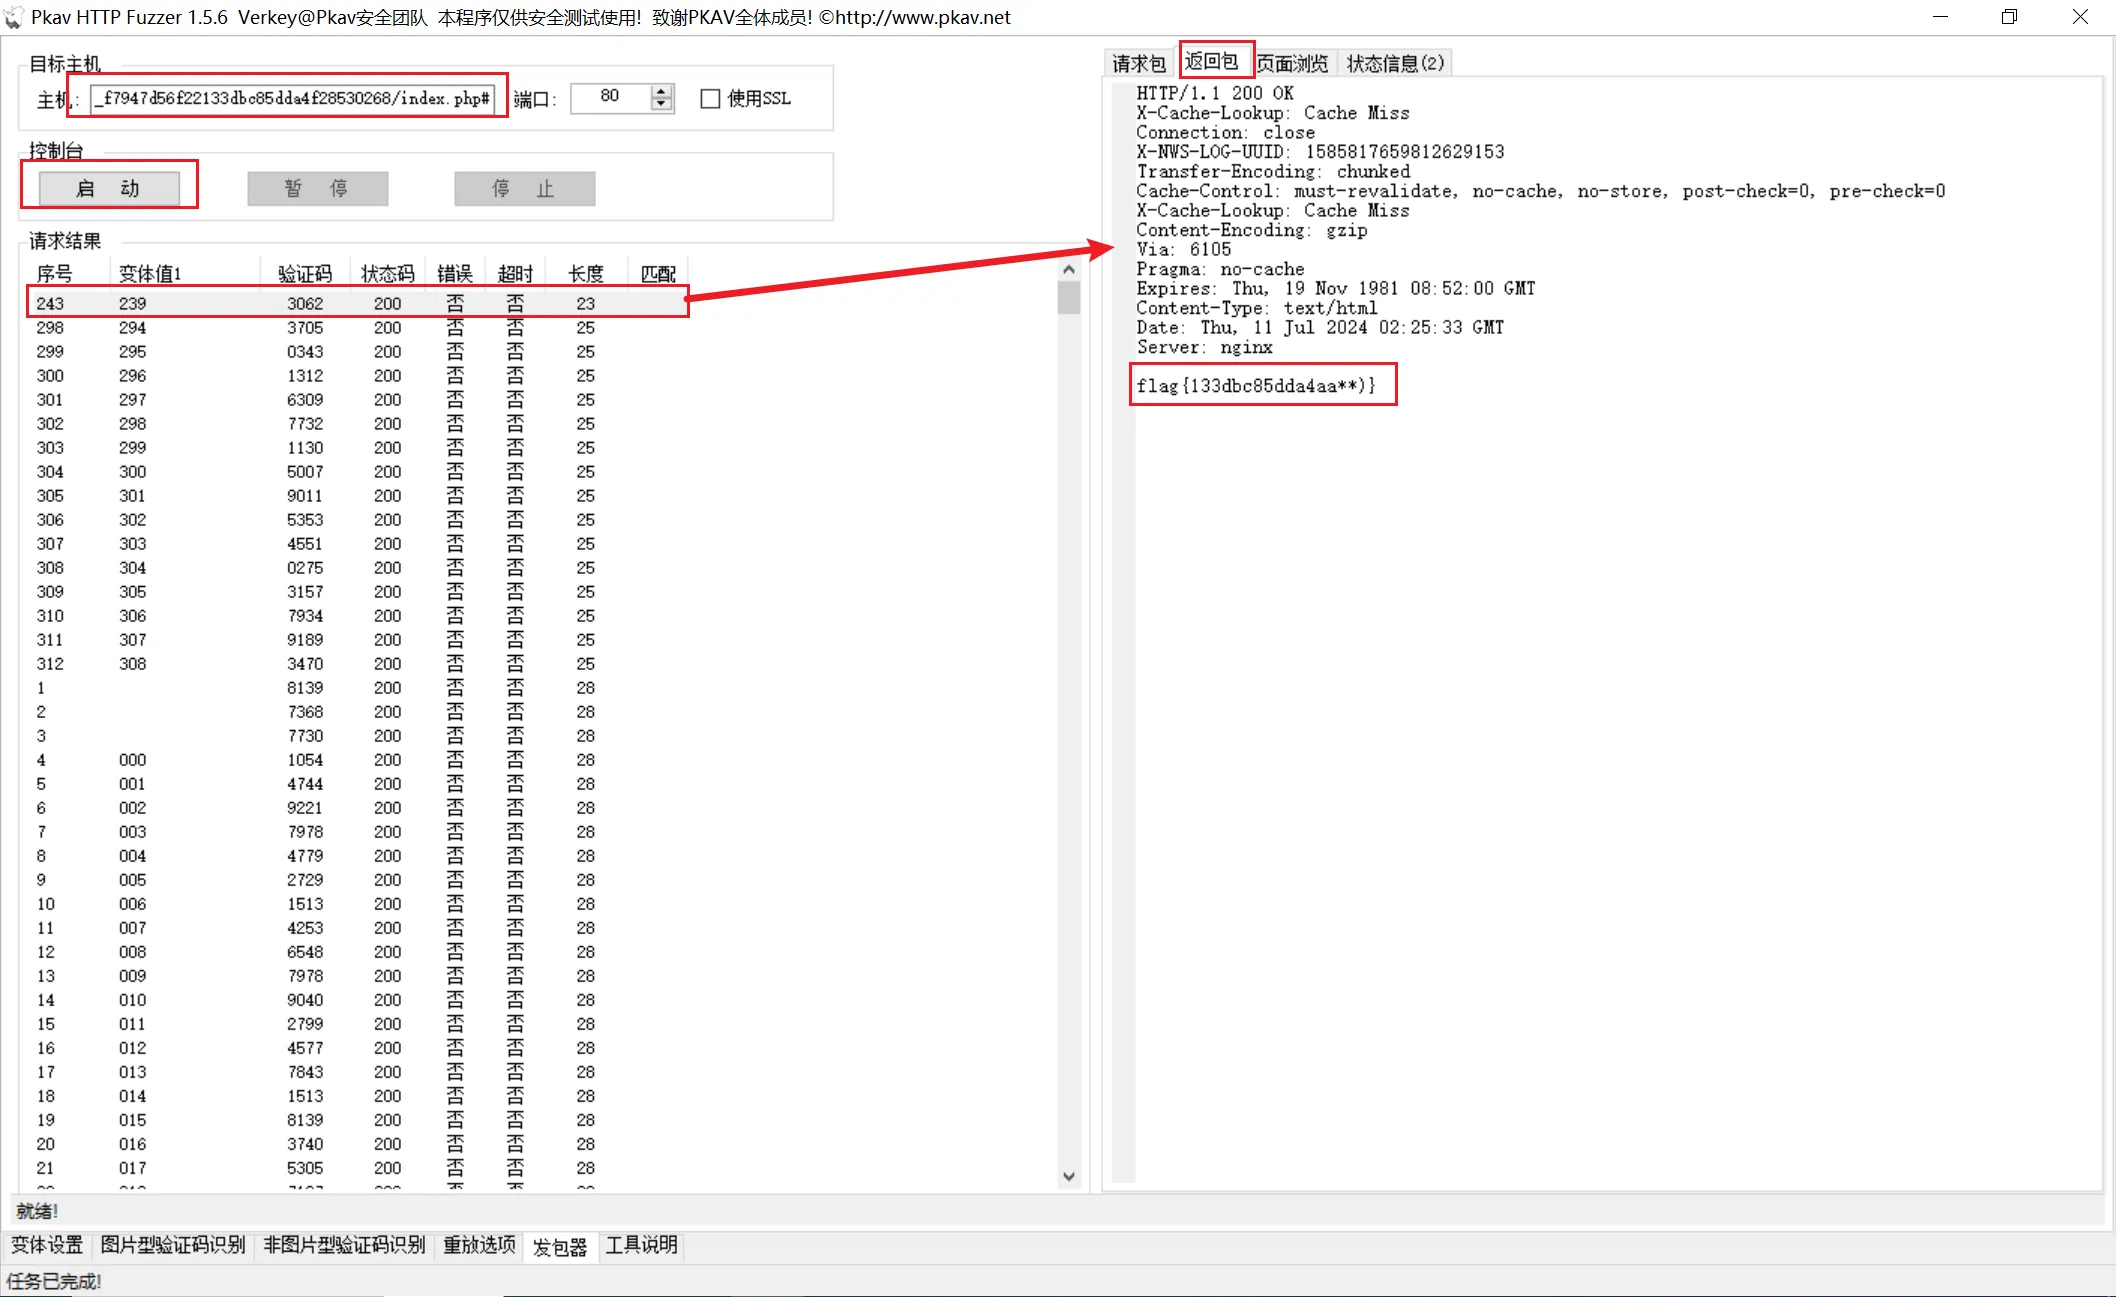 Pkav HTTP Fuzzer 1.5.6 Verkey@Pkav安全团队 本程序仅供安全测试使用! 致谢PKAV全体成员! ©http://www.pkav.net
目标主机
主机: _f7947d56f22133dbc85dda4f28530268/index.php# 端口: 80 使用SSL
控制台
启 动 暂 停 停 止
请求结果
序号 变体值1 验证码 状态码 错误 超时 长度 匹配
243 239 3062 200 否 否 23
298 294 3705 200 否 否 25
299 295 0343 200 否 否 25
300 296 1312 200 否 否 25
301 297 6309 200 否 否 25
302 298 7732 200 否 否 25
303 299 1130 200 否 否 25
304 300 5007 200 否 否 25
305 301 9011 200 否 否 25
306 302 5353 200 否 否 25
307 303 4551 200 否 否 25
308 304 0275 200 否 否 25
309 305 3157 200 否 否 25
310 306 7934 200 否 否 25
311 307 9189 200 否 否 25
312 308 3470 200 否 否 25
1 8139 200 否 否 28
2 7368 200 否 否 28
3 7730 200 否 否 28
4 000 1054 200 否 否 28
5 001 4744 200 否 否 28
6 002 9221 200 否 否 28
7 003 7978 200 否 否 28
8 004 4779 200 否 否 28
9 005 2729 200 否 否 28
10 006 1513 200 否 否 28
11 007 4253 200 否 否 28
12 008 6548 200 否 否 28
13 009 7978 200 否 否 28
14 010 9040 200 否 否 28
15 011 2799 200 否 否 28
16 012 4577 200 否 否 28
17 013 7843 200 否 否 28
18 014 1513 200 否 否 28
19 015 8139 200 否 否 28
20 016 3740 200 否 否 28
21 017 5305 200 否 否 28
请求包 返回包 页面浏览 状态信息(2)
HTTP/1.1 200 OK
X-Cache-Lookup: Cache Miss
Connection: close
X-NWS-LOG-UUID: 1585817659812629153
Transfer-Encoding: chunked
Cache-Control: must-revalidate, no-cache, no-store, post-check=0, pre-check=0
X-Cache-Lookup: Cache Miss
Content-Encoding: gzip
Via: 6105
Pragma: no-cache
Expires: Thu, 19 Nov 1981 08:52:00 GMT
Content-Type: text/html
Date: Thu, 11 Jul 2024 02:25:33 GMT
Server: nginx
flag{133dbc85dda4aa**)}
就绪!
变体设置 图片型验证码识别 非图片型验证码识别 重放选项 发包器 工具说明
任务已完成!